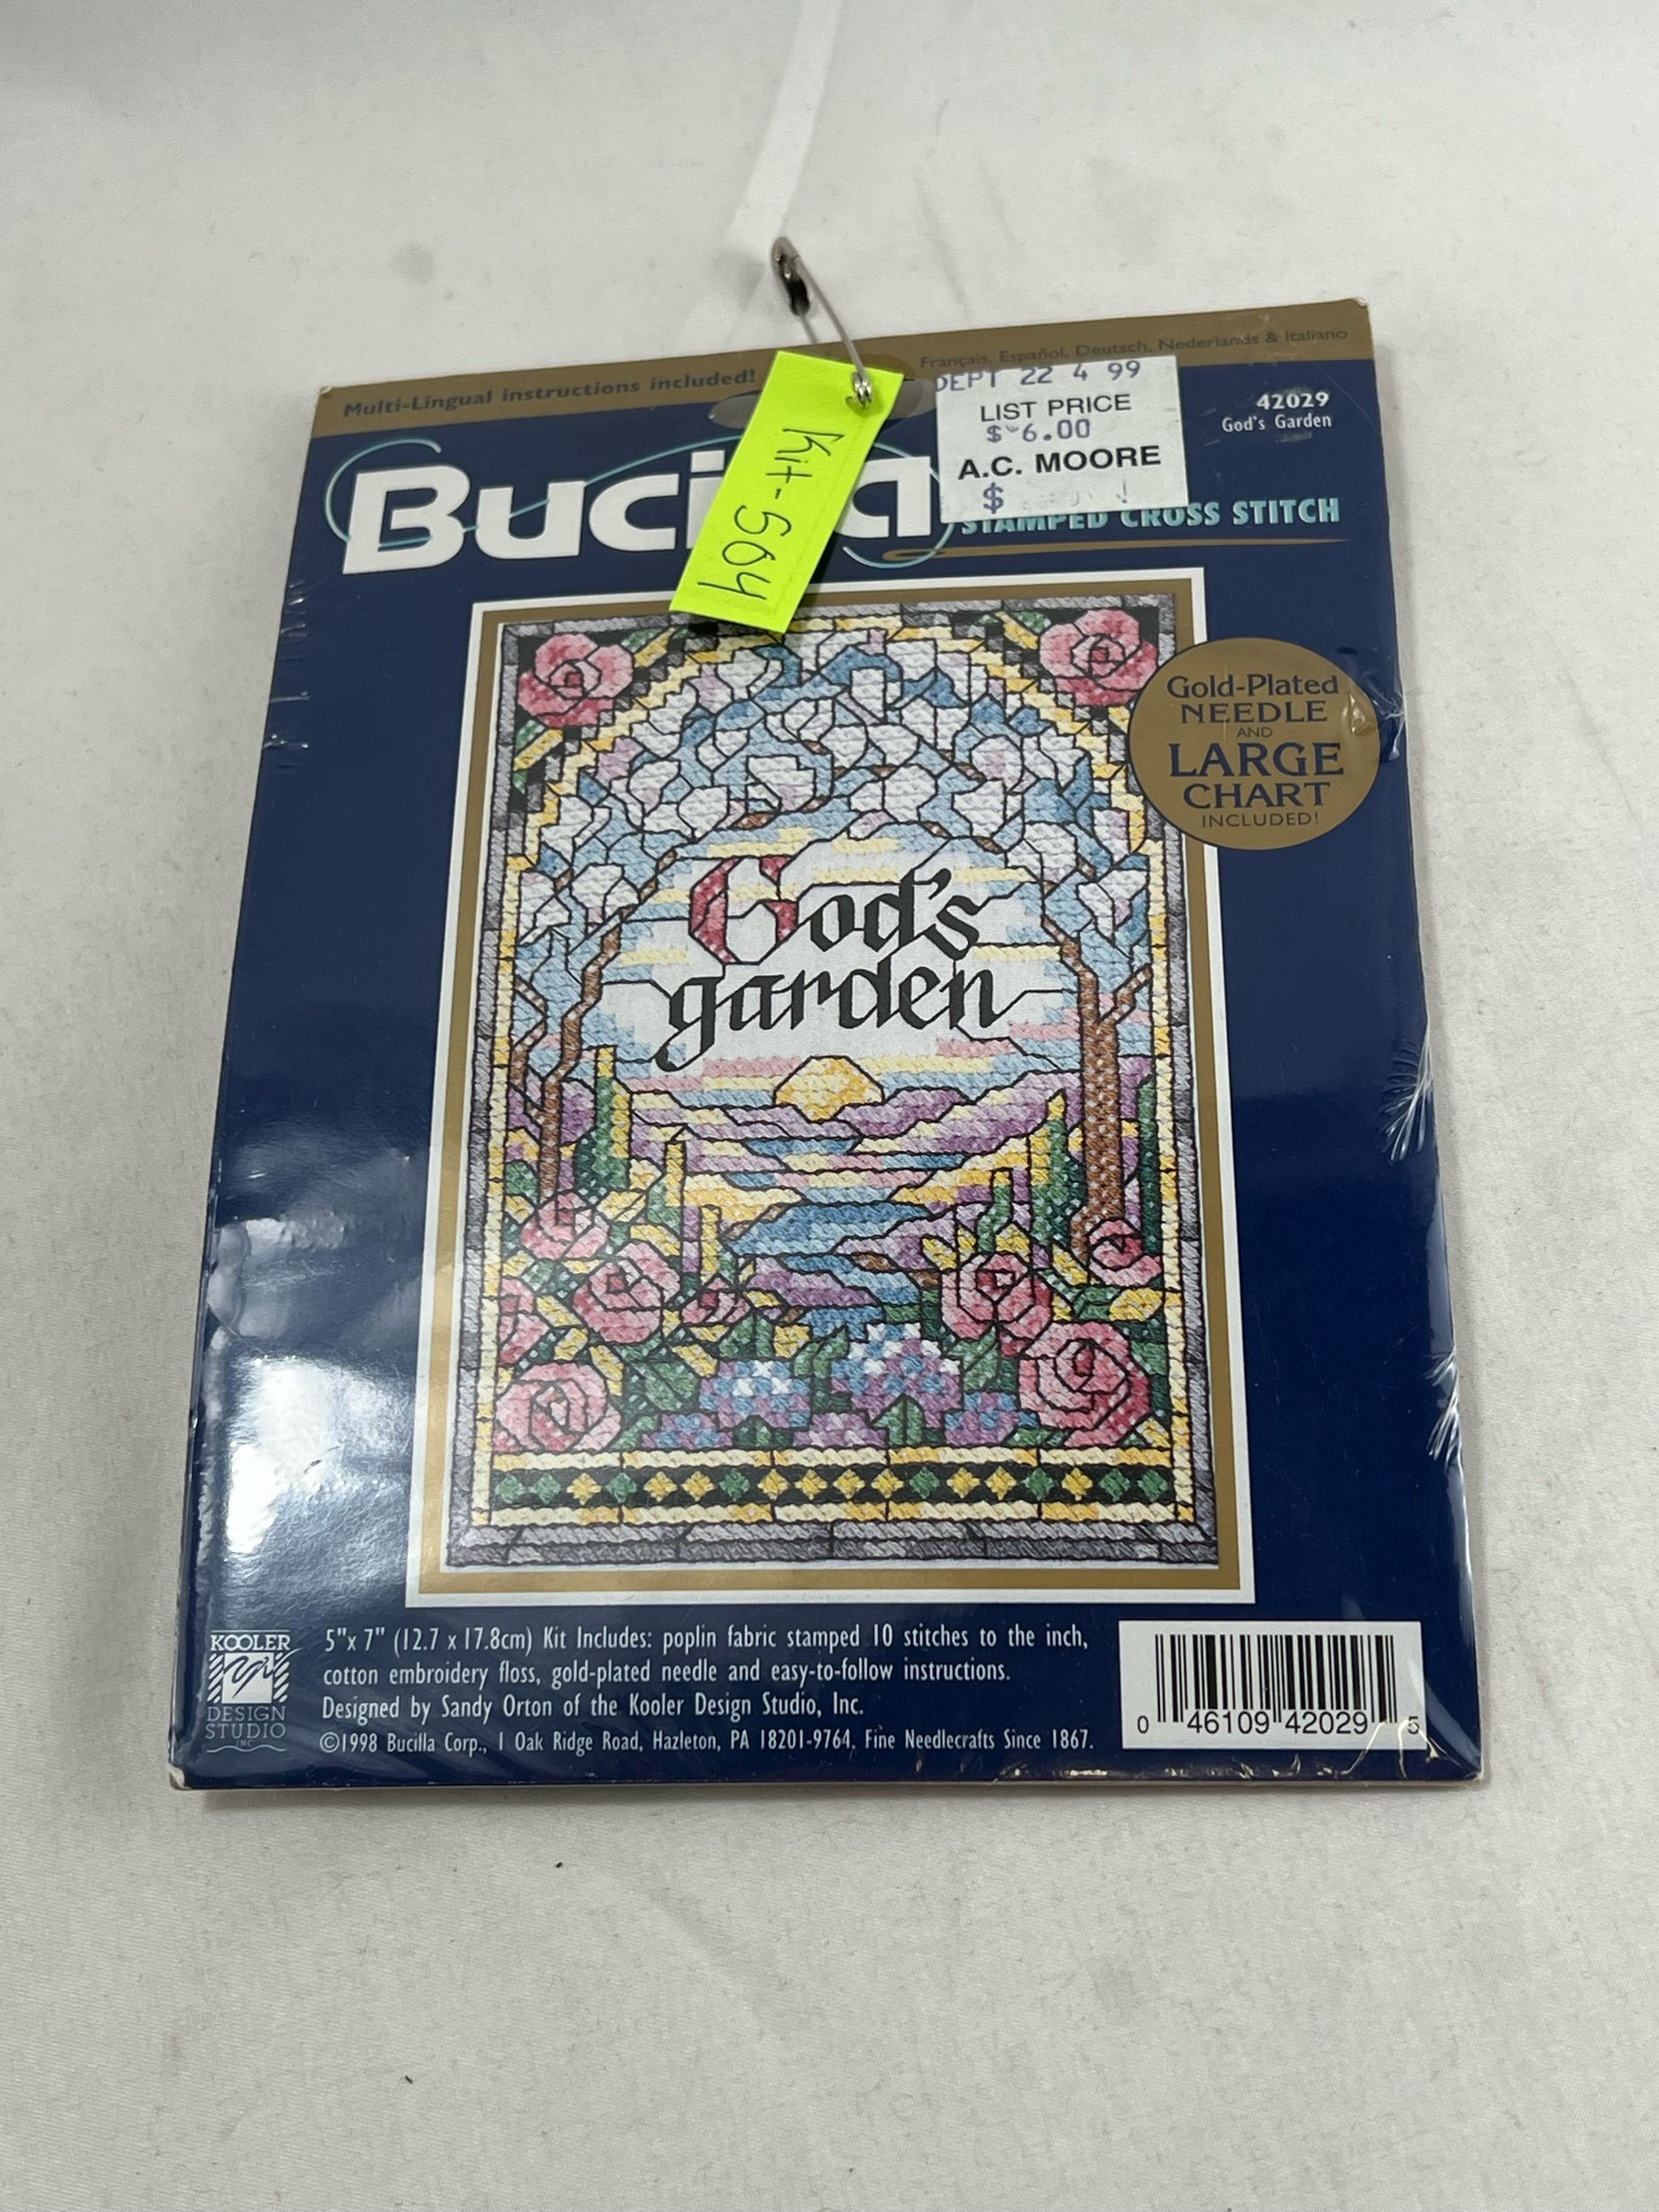 Multi-Lingual instructions included!
Français, Español, Deutsch, Nederlands & Italiano
DEPT 22 4 99
LIST PRICE
$ 6.00
A.C. MOORE
$
42029
God's Garden
Kit-564
STAMPED CROSS STITCH
Gold-Plated
NEEDLE
AND
LARGE
CHART
INCLUDED!
God's
garden
KOOLER
DESIGN
STUDIO
INC
5"x 7" (12.7 x 17.8cm) Kit Includes: poplin fabric stamped 10 stitches to the inch,
cotton embroidery floss, gold-plated needle and easy-to-follow instructions.
Designed by Sandy Orton of the Kooler Design Studio, Inc.
©1998 Bucilla Corp., 1 Oak Ridge Road, Hazleton, PA 18201-9764, Fine Needlecrafts Since 1867.
0 46109 42029 5